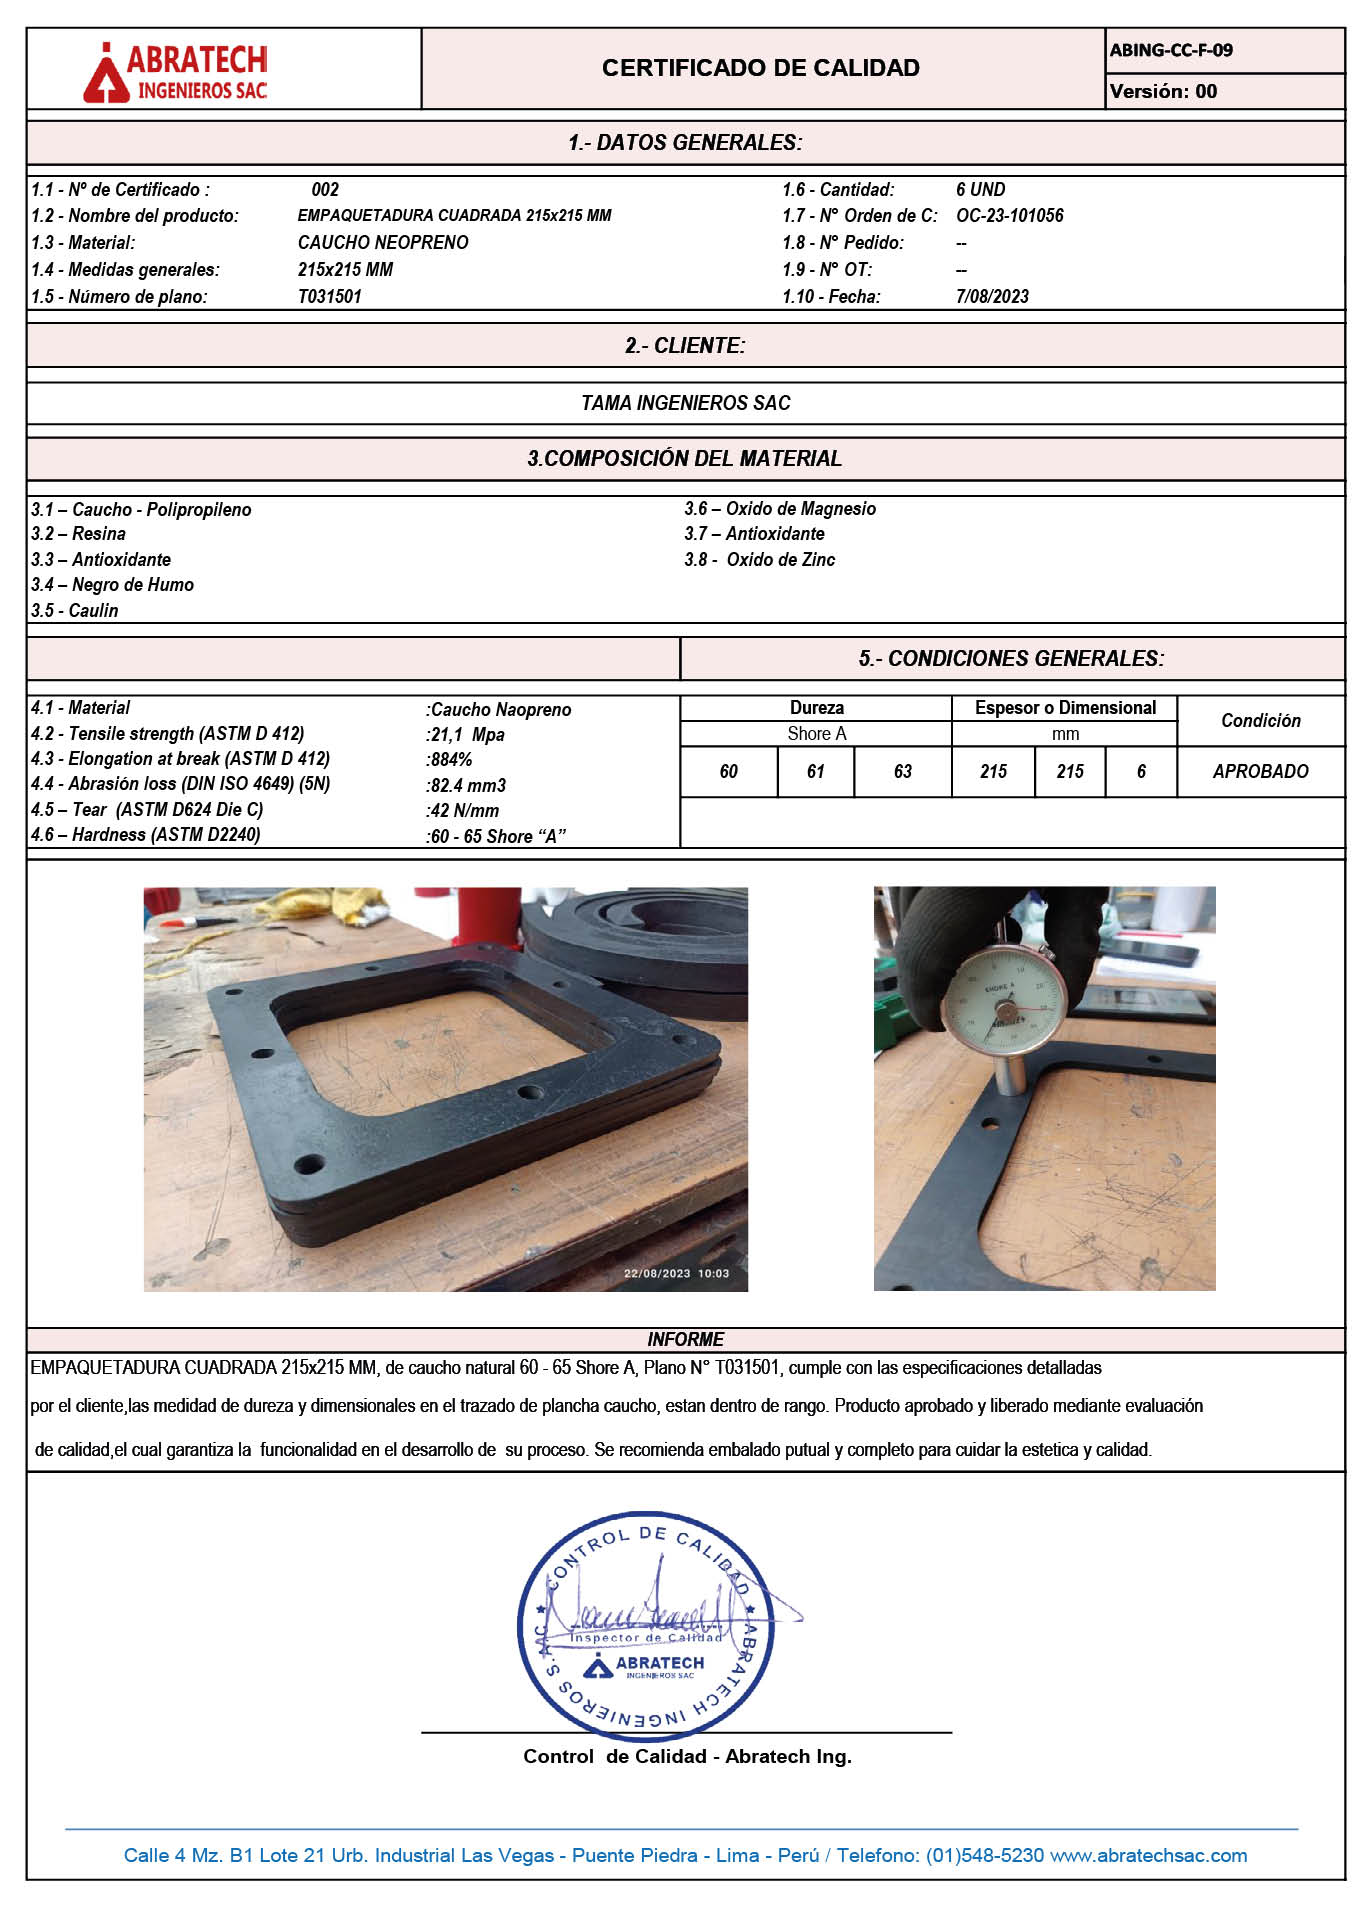 ABRATECH
INGENIEROS SAC
CERTIFICADO DE CALIDAD
ABING-CC-F-09
Versión: 00
1.- DATOS GENERALES:
1.1 - Nº de Certificado : 002
1.2 - Nombre del producto: EMPAQUETADURA CUADRADA 215x215 MM
1.3 - Material: CAUCHO NEOPRENO
1.4 - Medidas generales: 215x215 MM
1.5 - Número de plano: T031501
1.6 - Cantidad: 6 UND
1.7 - N° Orden de C: OC-23-101056
1.8 - N° Pedido: --
1.9 - N° OT: --
1.10 - Fecha: 7/08/2023
2.- CLIENTE:
TAMA INGENIEROS SAC
3.COMPOSICIÓN DEL MATERIAL
3.1 – Caucho - Polipropileno
3.2 – Resina
3.3 – Antioxidante
3.4 – Negro de Humo
3.5 - Caulin
3.6 – Oxido de Magnesio
3.7 – Antioxidante
3.8 - Oxido de Zinc
4.1 - Material :Caucho Naopreno
4.2 - Tensile strength (ASTM D 412) :21,1 Mpa
4.3 - Elongation at break (ASTM D 412) :884%
4.4 - Abrasión loss (DIN ISO 4649) (5N) :82.4 mm3
4.5 – Tear (ASTM D624 Die C) :42 N/mm
4.6 – Hardness (ASTM D2240) :60 - 65 Shore “A”
5.- CONDICIONES GENERALES:
Dureza Espesor o Dimensional Condición
Shore A mm
60 61 63 215 215 6 APROBADO
SHORE A
22/08/2023 10:03
INFORME
EMPAQUETADURA CUADRADA 215x215 MM, de caucho natural 60 - 65 Shore A, Plano N° T031501, cumple con las especificaciones detalladas
por el cliente,las medidad de dureza y dimensionales en el trazado de plancha caucho, estan dentro de rango. Producto aprobado y liberado mediante evaluación
de calidad,el cual garantiza la funcionalidad en el desarrollo de su proceso. Se recomienda embalado putual y completo para cuidar la estetica y calidad.
CONTROL DE CALIDAD
Inspector de Calidad
ABRATECH
INGENIEROS SAC
ABRATECH INGENIEROS S.A.C.
Control de Calidad - Abratech Ing.
Calle 4 Mz. B1 Lote 21 Urb. Industrial Las Vegas - Puente Piedra - Lima - Perú / Telefono: (01)548-5230 www.abratechsac.com